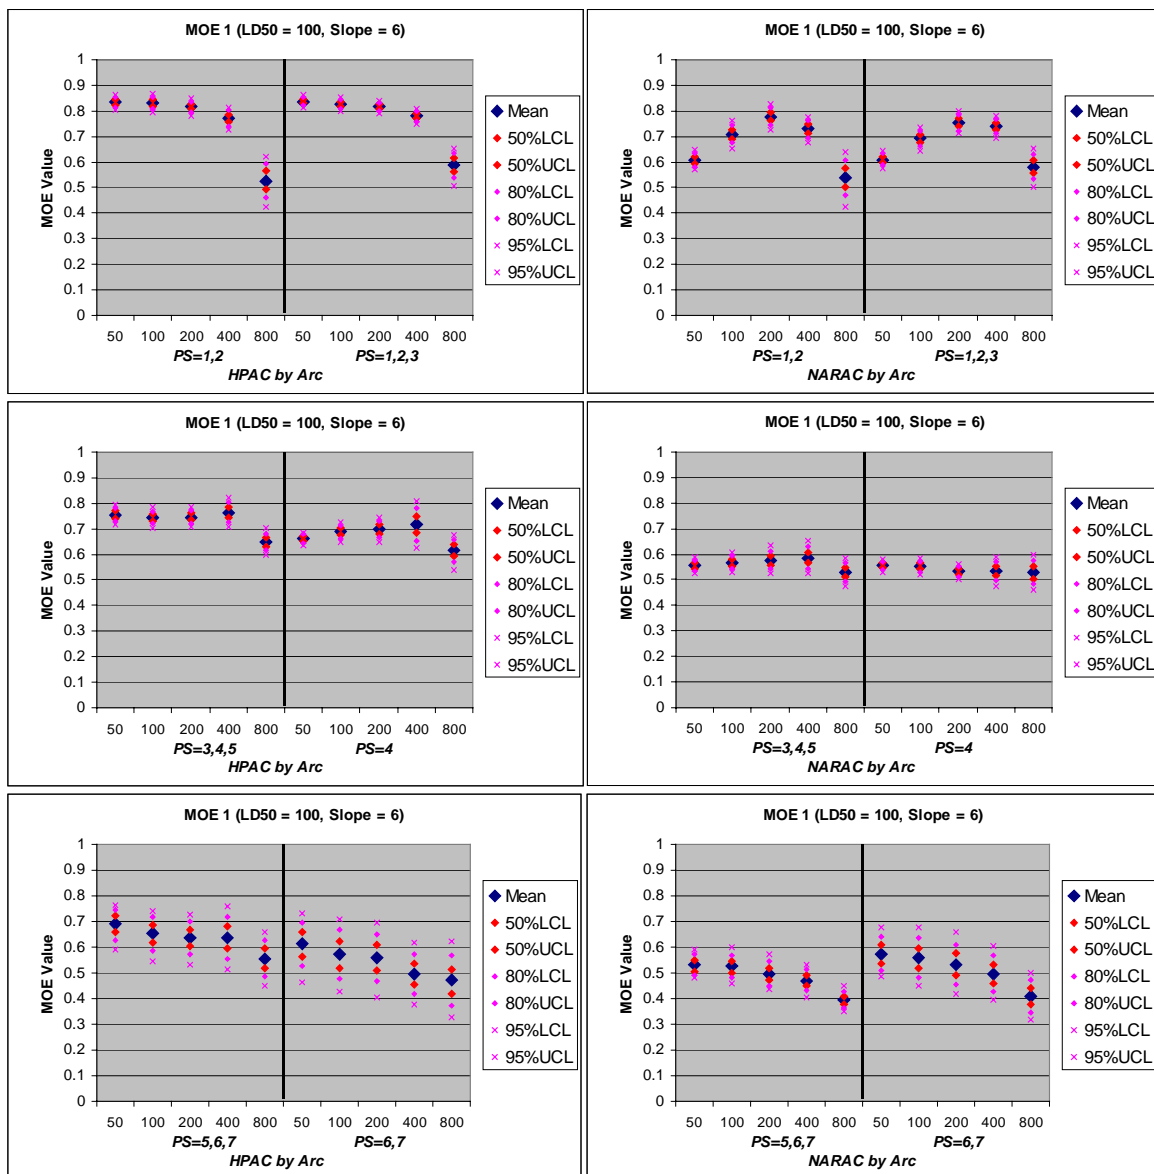 MOE 1 (LD50 = 100, Slope = 6)
1
0.9
0.8
0.7
0.6
0.5
0.4
0.3
0.2
0.1
0
MOE Value
50 100 200 400 800 50 100 200 400 800
PS=1,2 PS=1,2,3
HPAC by Arc
Mean
50%LCL
50%UCL
80%LCL
80%UCL
95%LCL
95%UCL
MOE 1 (LD50 = 100, Slope = 6)
1
0.9
0.8
0.7
0.6
0.5
0.4
0.3
0.2
0.1
0
MOE Value
50 100 200 400 800 50 100 200 400 800
PS=1,2 PS=1,2,3
NARAC by Arc
Mean
50%LCL
50%UCL
80%LCL
80%UCL
95%LCL
95%UCL
MOE 1 (LD50 = 100, Slope = 6)
1
0.9
0.8
0.7
0.6
0.5
0.4
0.3
0.2
0.1
0
MOE Value
50 100 200 400 800 50 100 200 400 800
PS=3,4,5 PS=4
HPAC by Arc
Mean
50%LCL
50%UCL
80%LCL
80%UCL
95%LCL
95%UCL
MOE 1 (LD50 = 100, Slope = 6)
1
0.9
0.8
0.7
0.6
0.5
0.4
0.3
0.2
0.1
0
MOE Value
50 100 200 400 800 50 100 200 400 800
PS=3,4,5 PS=4
NARAC by Arc
Mean
50%LCL
50%UCL
80%LCL
80%UCL
95%LCL
95%UCL
MOE 1 (LD50 = 100, Slope = 6)
1
0.9
0.8
0.7
0.6
0.5
0.4
0.3
0.2
0.1
0
MOE Value
50 100 200 400 800 50 100 200 400 800
PS=5,6,7 PS=6,7
HPAC by Arc
Mean
50%LCL
50%UCL
80%LCL
80%UCL
95%LCL
95%UCL
MOE 1 (LD50 = 100, Slope = 6)
1
0.9
0.8
0.7
0.6
0.5
0.4
0.3
0.2
0.1
0
MOE Value
50 100 200 400 800 50 100 200 400 800
PS=5,6,7 PS=6,7
NARAC by Arc
Mean
50%LCL
50%UCL
80%LCL
80%UCL
95%LCL
95%UCL